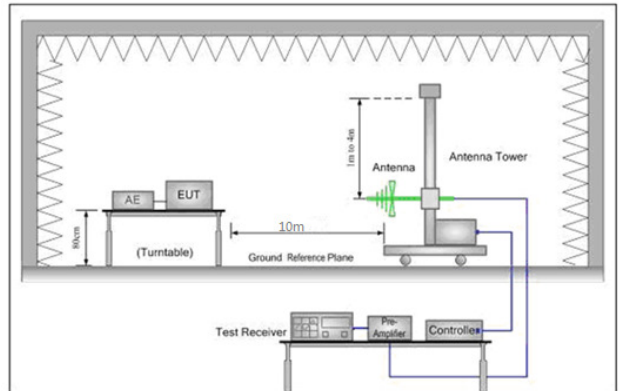 1m to 4m
Antenna
Antenna Tower
AE
EUT
80cm
10m
(Turntable)
Ground Reference Plane
Test Receiver
Pre-
Amplifier
Controller